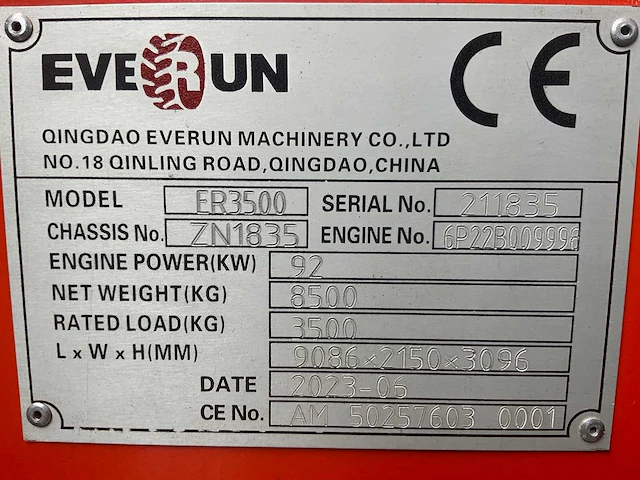 EVERUN CE
QINGDAO EVERUN MACHINERY CO.,LTD
NO.18 QINLING ROAD,QINGDAO,CHINA
MODEL ER3500 SERIAL No. 211835
CHASSIS No. ZN1835 ENGINE No. 6P22B009996
ENGINE POWER(KW) 92
NET WEIGHT(KG) 8500
RATED LOAD(KG) 3500
L x W x H(MM) 9086×2150×3096
DATE 2023-06
CE No. AM 50257603 0001